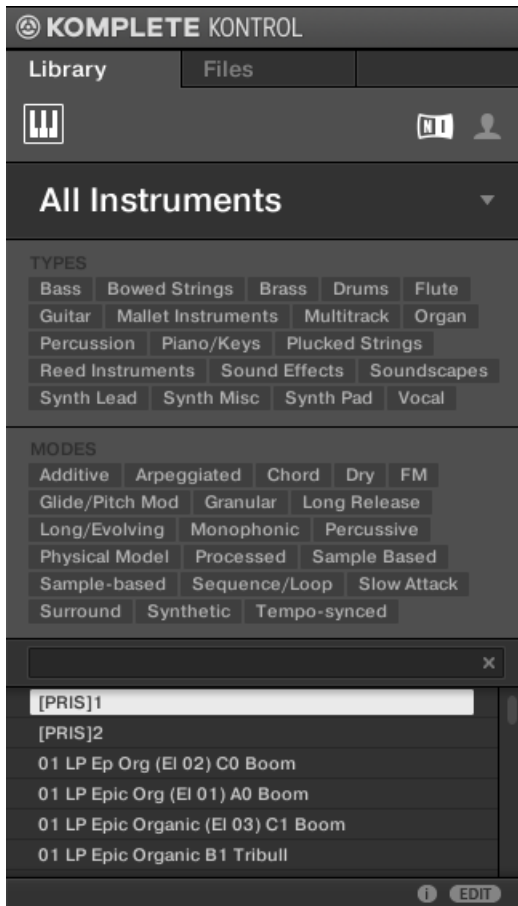 KOMPLETE KONTROL
Library Files
NI
All Instruments
TYPES
Bass Bowed Strings Brass Drums Flute
Guitar Mallet Instruments Multitrack Organ
Percussion Piano/Keys Plucked Strings
Reed Instruments Sound Effects Soundscapes
Synth Lead Synth Misc Synth Pad Vocal
MODES
Additive Arpeggiated Chord Dry FM
Glide/Pitch Mod Granular Long Release
Long/Evolving Monophonic Percussive
Physical Model Processed Sample Based
Sample-based Sequence/Loop Slow Attack
Surround Synthetic Tempo-synced
[PRIS]1
[PRIS]2
01 LP Ep Org (El 02) C0 Boom
01 LP Epic Org (El 01) A0 Boom
01 LP Epic Organic (El 03) C1 Boom
01 LP Epic Organic B1 Tribull
i EDIT